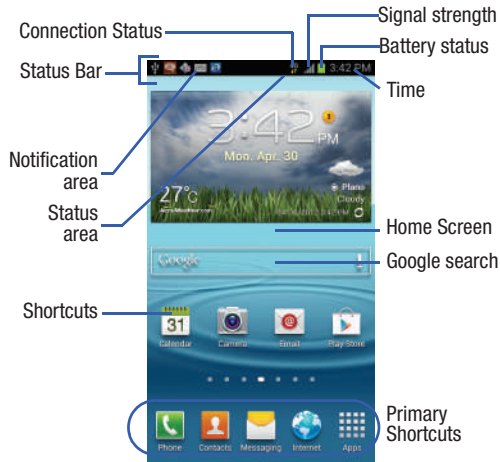 Connection Status
Signal strength
Battery status
Status Bar
3:42 PM
Time
3:42 PM
Mon. Apr. 30
Notification
area
27°c
Plano
Cloudy
AccuWeather.com
Status
area
Home Screen
Google
Google search
Shortcuts
31
Calendar
Camera
Email
Play Store
Primary
Shortcuts
Phone
Contacts
Messaging
Internet
Apps